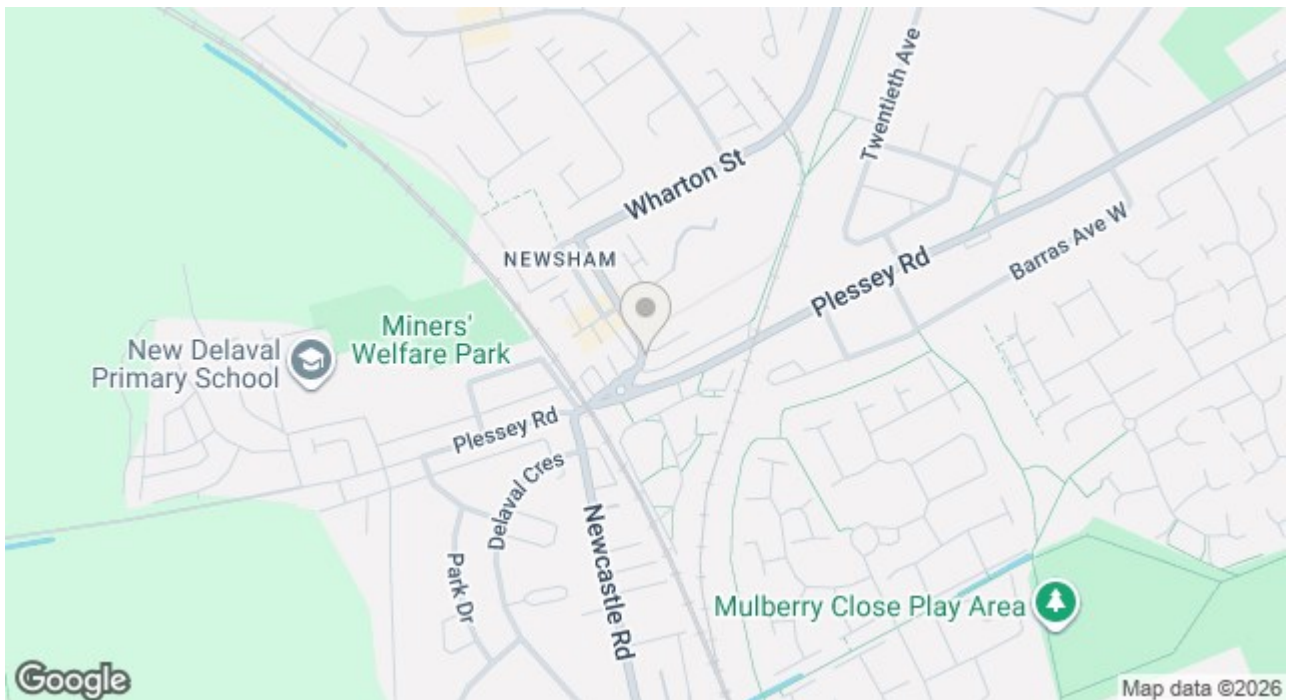 Twentieth Ave
Wharton St
NEWSHAM
Plessey Rd
Barras Ave W
Miners'
Welfare Park
New Delaval
Primary School
Plessey Rd
Delaval Cres
Newcastle Rd
Park Dr
Mulberry Close Play Area
Google
Map data ©2026